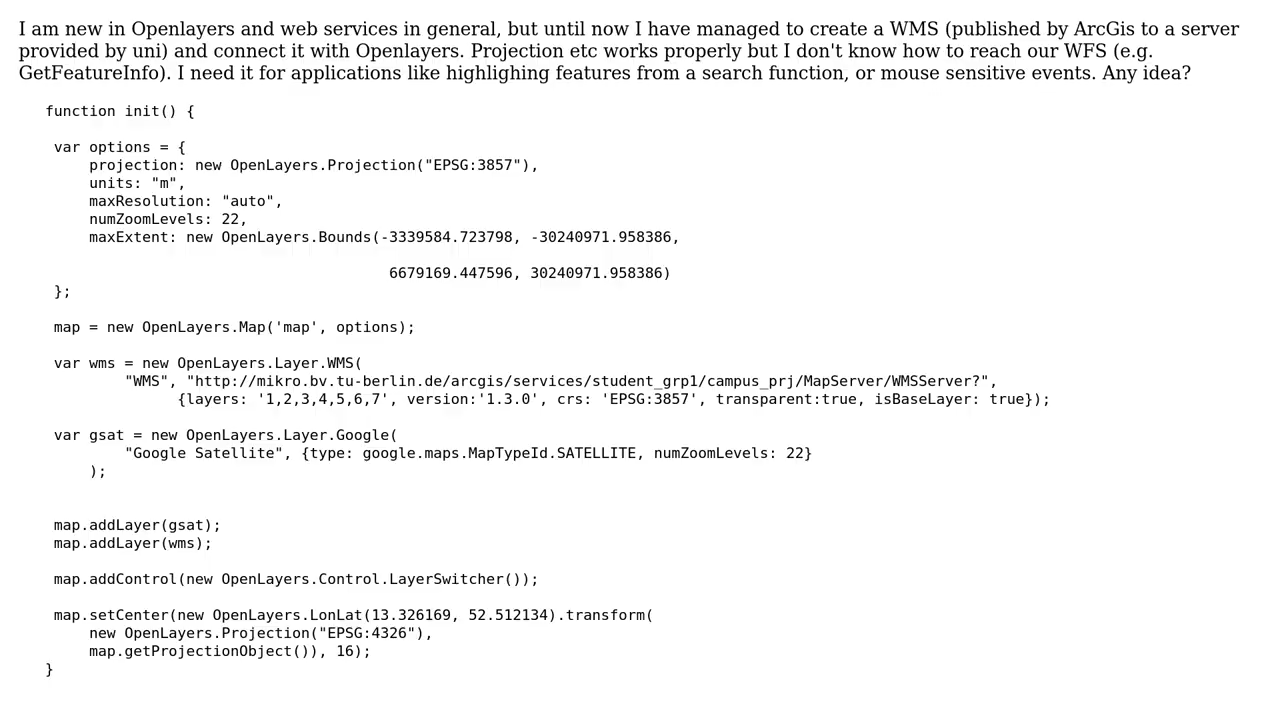 I am new in Openlayers and web services in general, but until now I have managed to create a WMS (published by ArcGis to a server
provided by uni) and connect it with Openlayers. Projection etc works properly but I don't know how to reach our WFS (e.g.
GetFeatureInfo). I need it for applications like highlighing features from a search function, or mouse sensitive events. Any idea?
function init() {
var options = {
projection: new OpenLayers.Projection("EPSG:3857"),
units: "m",
maxResolution: "auto",
numZoomLevels: 22,
maxExtent: new OpenLayers.Bounds(-3339584.723798, -30240971.958386,
6679169.447596, 30240971.958386)
};
map = new OpenLayers.Map('map', options);
var wms = new OpenLayers.Layer.WMS(
"WMS", "http://mikro.bv.tu-berlin.de/arcgis/services/student_grp1/campus_prj/MapServer/WMSServer?",
{layers: '1,2,3,4,5,6,7', version:'1.3.0', crs: 'EPSG:3857', transparent:true, isBaseLayer: true});
var gsat = new OpenLayers.Layer.Google(
"Google Satellite", {type: google.maps.MapTypeId.SATELLITE, numZoomLevels: 22}
);
map.addLayer(gsat);
map.addLayer(wms);
map.addControl(new OpenLayers.Control.LayerSwitcher());
map.setCenter(new OpenLayers.LonLat(13.326169, 52.512134).transform(
new OpenLayers.Projection("EPSG:4326"),
map.getProjectionObject()), 16);
}